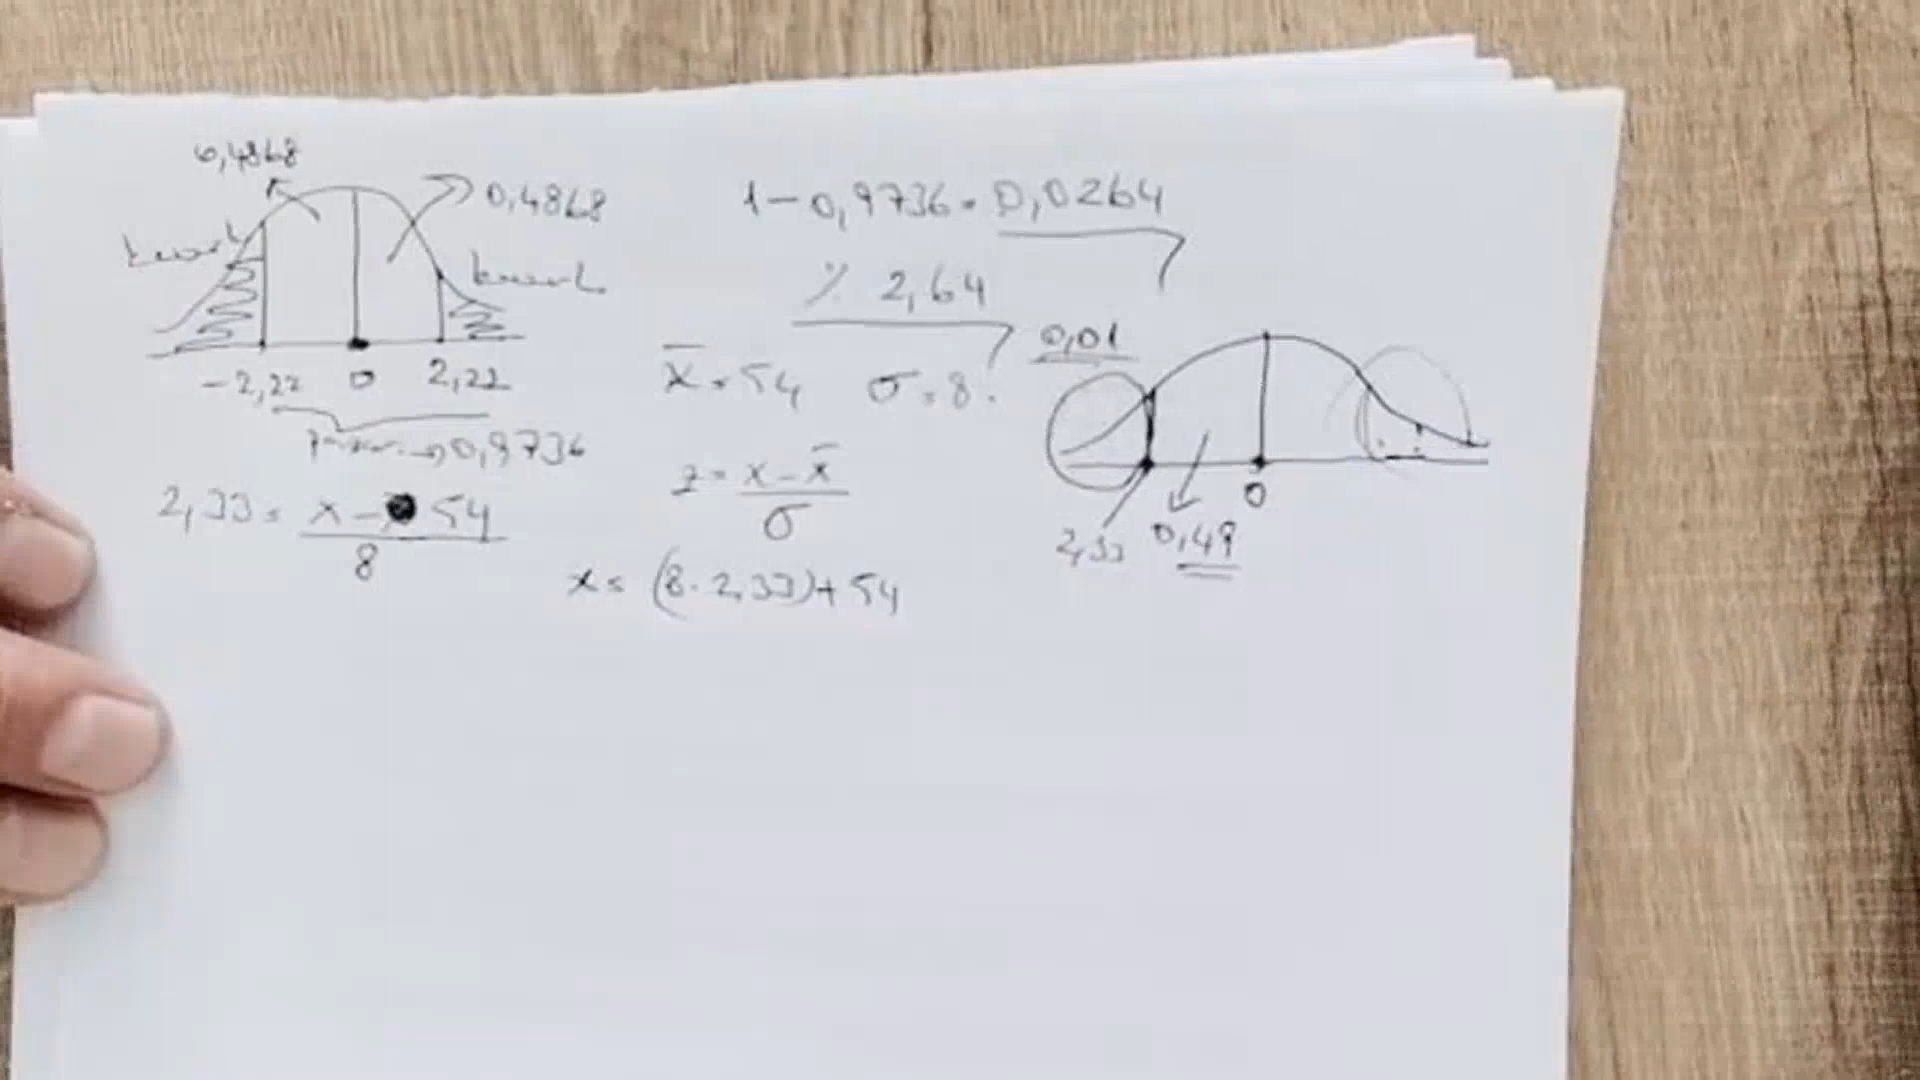 0,4868
0,4868
-2,22 0 2,22
0,9736
1-0,9736=0,0264
% 2,64
x̄=54 σ=8.
2,33= x-54 / 8
z= x-x̄ / σ
x= (8.2,33)+54
0,01
0
2,33 0,49